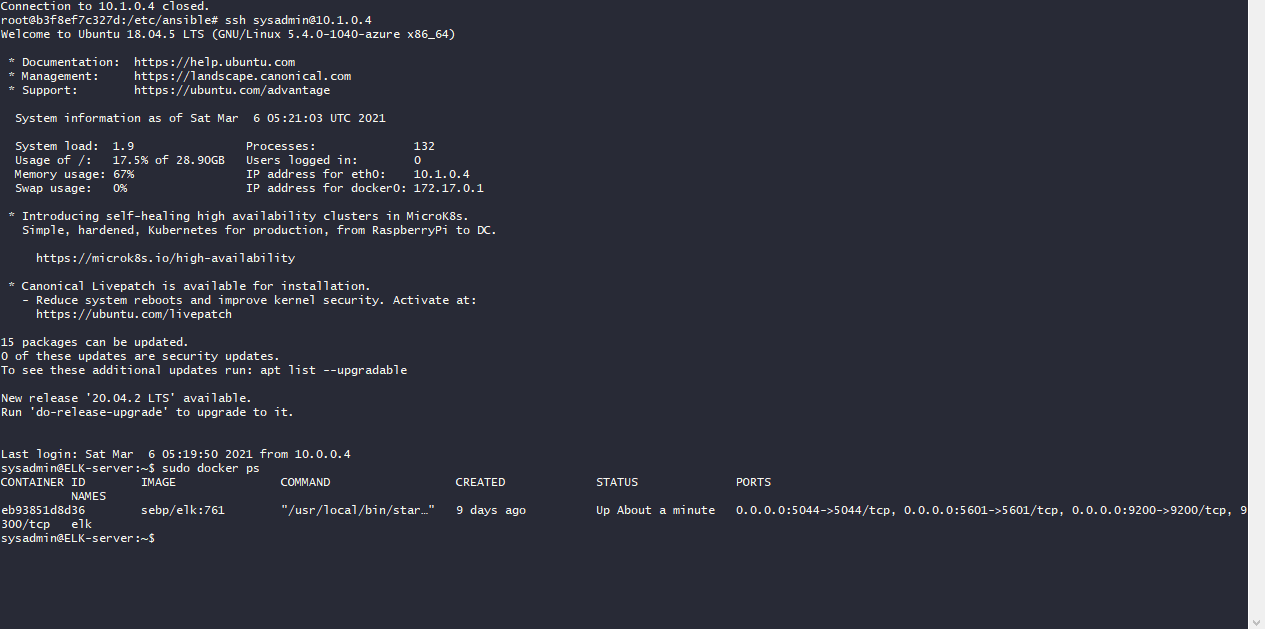 Connection to 10.1.0.4 closed.
root@b3f8ef7c327d:/etc/ansible# ssh sysadmin@10.1.0.4
Welcome to Ubuntu 18.04.5 LTS (GNU/Linux 5.4.0-1040-azure x86_64)

 * Documentation:  https://help.ubuntu.com
 * Management:     https://landscape.canonical.com
 * Support:        https://ubuntu.com/advantage

  System information as of Sat Mar  6 05:21:03 UTC 2021

  System load:  1.9                Processes:              132
  Usage of /:   17.5% of 28.90GB   Users logged in:        0
  Memory usage: 67%                IP address for eth0:    10.1.0.4
  Swap usage:   0%                 IP address for docker0: 172.17.0.1

 * Introducing self-healing high availability clusters in MicroK8s.
   Simple, hardened, Kubernetes for production, from RaspberryPi to DC.

     https://microk8s.io/high-availability

 * Canonical Livepatch is available for installation.
   - Reduce system reboots and improve kernel security. Activate at:
     https://ubuntu.com/livepatch

15 packages can be updated.
0 of these updates are security updates.
To see these additional updates run: apt list --upgradable

New release '20.04.2 LTS' available.
Run 'do-release-upgrade' to upgrade to it.


Last login: Sat Mar  6 05:19:50 2021 from 10.0.0.4
sysadmin@ELK-server:~$ sudo docker ps
CONTAINER ID        IMAGE               COMMAND                  CREATED             STATUS              PORTS
          NAMES
eb93851d8d36        sebp/elk:761        "/usr/local/bin/star…"   9 days ago          Up About a minute   0.0.0.0:5044->5044/tcp, 0.0.0.0:5601->5601/tcp, 0.0.0.0:9200->9200/tcp, 9
300/tcp   elk
sysadmin@ELK-server:~$